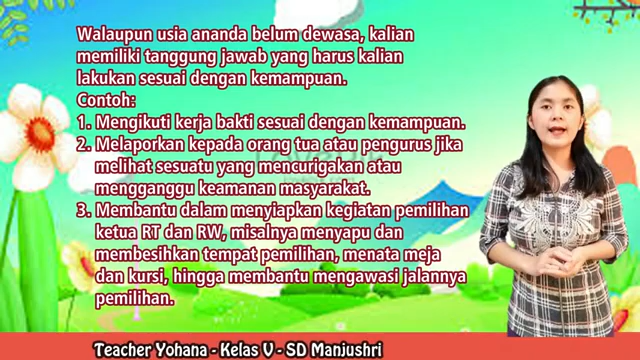 Walaupun usia ananda belum dewasa, kalian
memiliki tanggung jawab yang harus kalian
lakukan sesuai dengan kemampuan.
Contoh:
1. Mengikuti kerja bakti sesuai dengan kemampuan.
2. Melaporkan kepada orang tua atau pengurus jika
melihat sesuatu yang mencurigakan atau
mengganggu keamanan masyarakat.
3. Membantu dalam menyiapkan kegiatan pemilihan
ketua RT dan RW, misalnya menyapu dan
membesihkan tempat pemilihan, menata meja
dan kursi, hingga membantu mengawasi jalannya
pemilihan.
Teacher Yohana - Kelas V - SD Manjushri